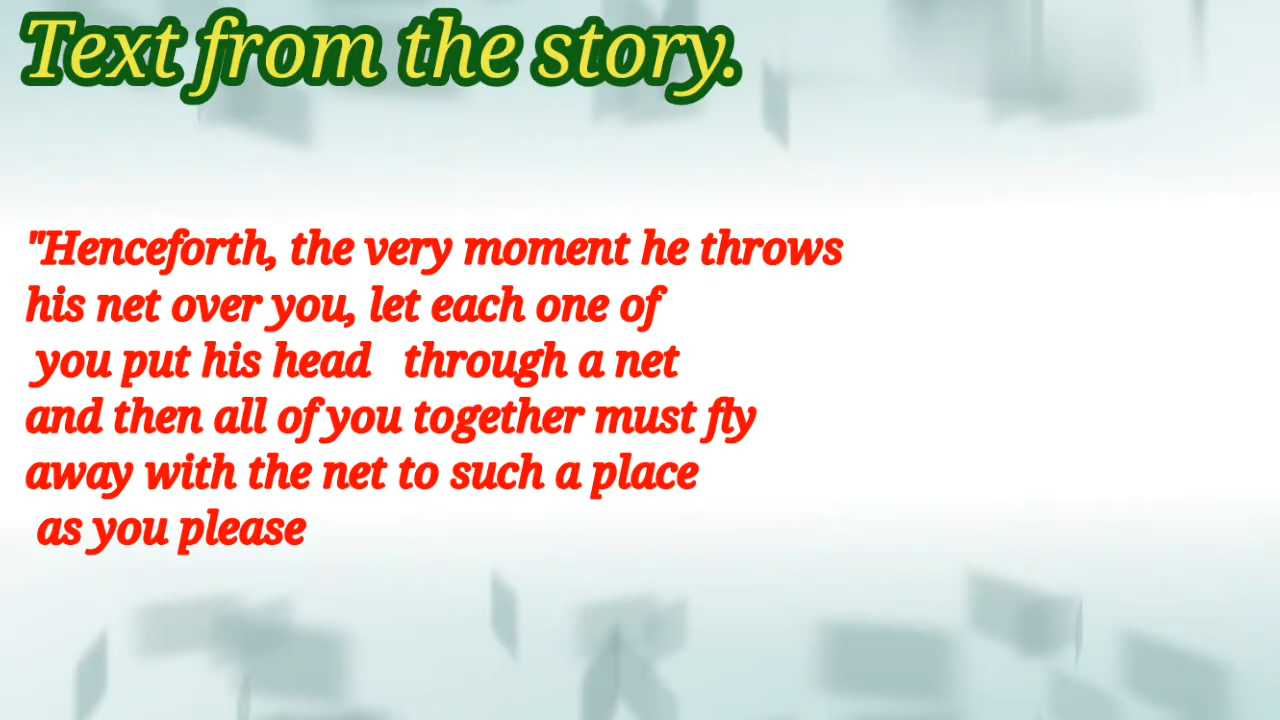 Text from the story.
"Henceforth, the very moment he throws
his net over you, let each one of
you put his head through a net
and then all of you together must fly
away with the net to such a place
as you please